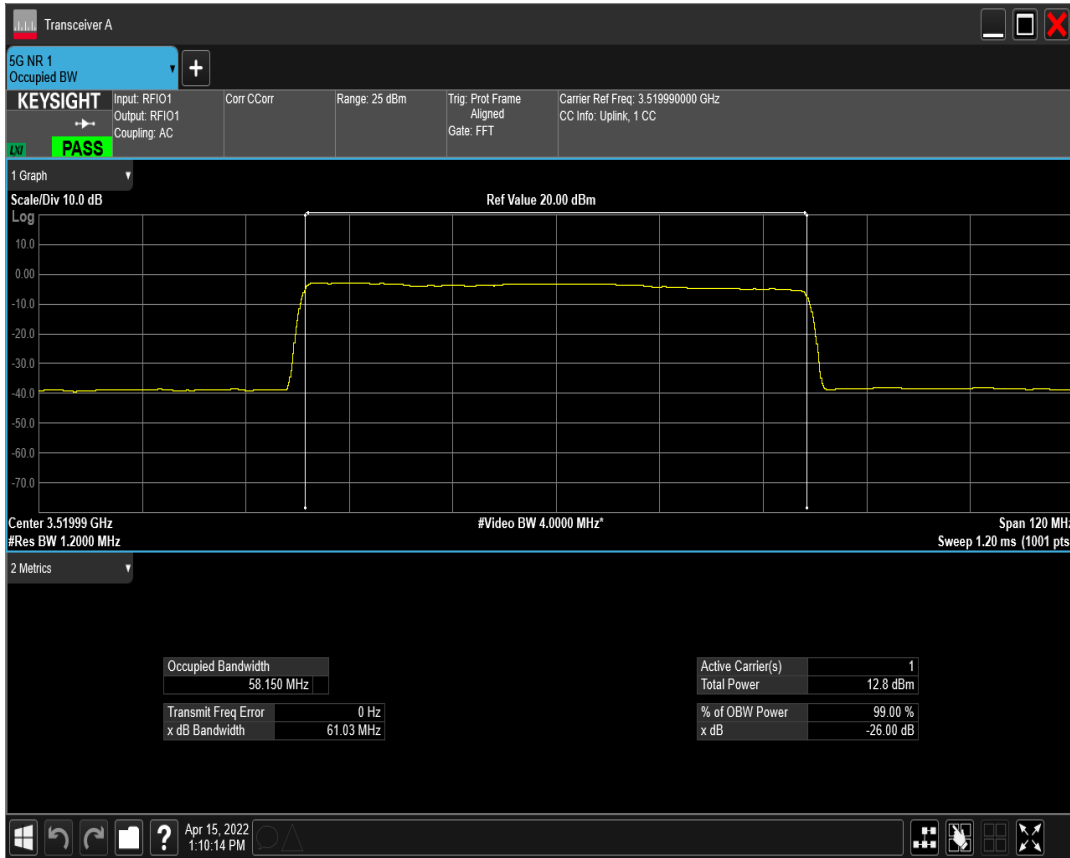 Transceiver A
5G NR 1
Occupied BW
KEYSIGHT
LXI
PASS
Input: RFIO1
Output: RFIO1
Coupling: AC
Corr CCorr
Range: 25 dBm
Trig: Prot Frame
Aligned
Gate: FFT
Carrier Ref Freq: 3.519990000 GHz
CC Info: Uplink, 1 CC
1 Graph
Scale/Div 10.0 dB
Ref Value 20.00 dBm
Log
10.0
0.00
-10.0
-20.0
-30.0
-40.0
-50.0
-60.0
-70.0
Center 3.51999 GHz
#Video BW 4.0000 MHz*
Span 120 MHz
#Res BW 1.2000 MHz
Sweep 1.20 ms (1001 pts
2 Metrics
Occupied Bandwidth
58.150 MHz
Transmit Freq Error 0 Hz
x dB Bandwidth 61.03 MHz
Active Carrier(s) 1
Total Power 12.8 dBm
% of OBW Power 99.00 %
x dB -26.00 dB
?
Apr 15, 2022
1:10:14 PM